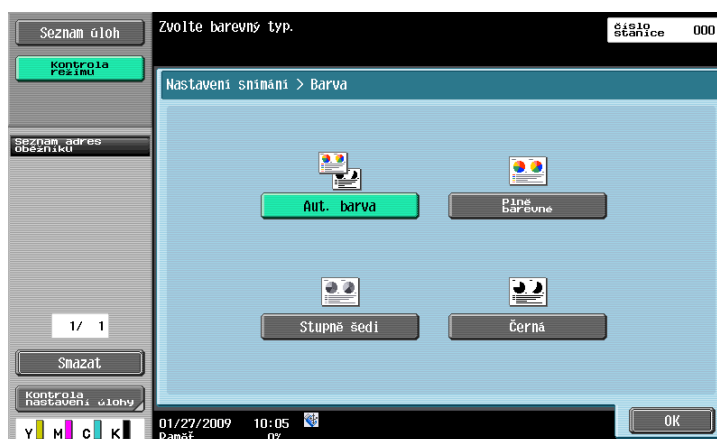 Seznam úloh
Zvolte barevný typ.
číslo
stanice
000
Kontrola
režimu
Nastavení snímání > Barva
Seznam adres
oběžníku
Aut. barva
Plně
barevné
Stupně šedi
Černá
1/ 1
Smazat
Kontrola
nastavení úlohy
OK
01/27/2009 10:05
Paměť 0%
Y M C K